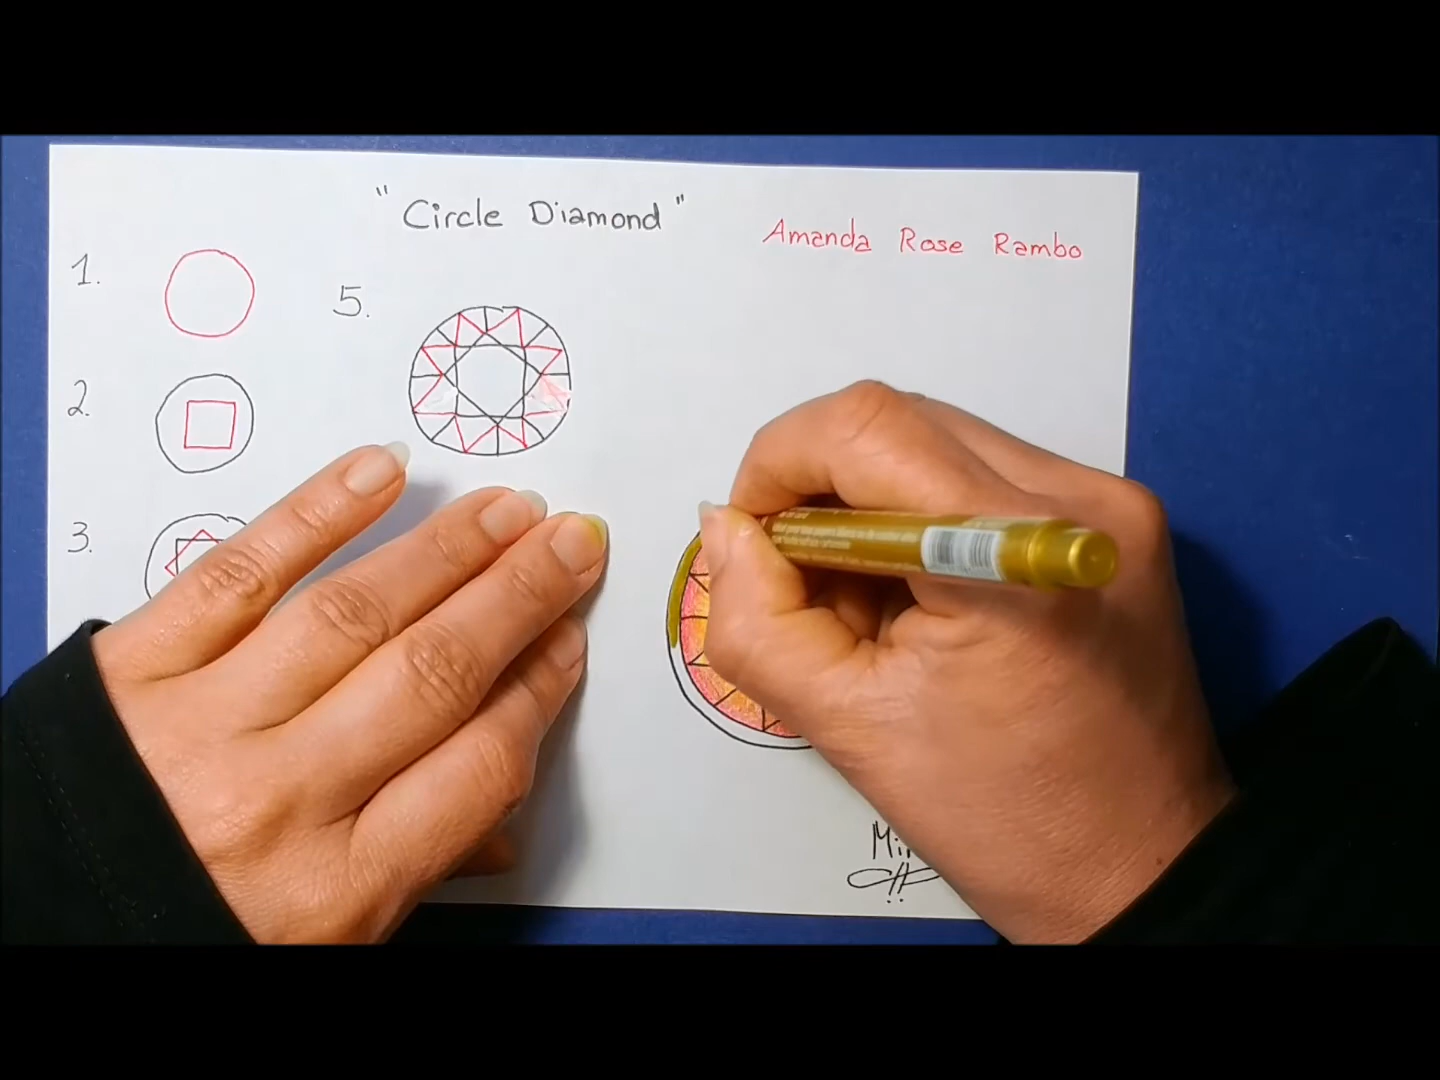 "Circle Diamond"
Amanda Rose Rambo
1.
5.
2.
3.